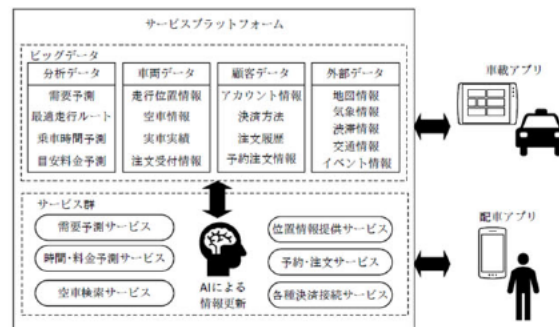 サービスプラットフォーム
ビッグデータ
分析データ
需要予測
最適走行ルート
乗車時間予測
目安料金予測
車両データ
走行位置情報
空車情報
実車実績
注文受付情報
顧客データ
アカウント情報
決済方法
注文履歴
予約注文情報
外部データ
地図情報
気象情報
渋滞情報
交通情報
イベント情報
車載アプリ
サービス群
需要予測サービス
時間・料金予測サービス
空車検索サービス
AIによる
情報更新
位置情報提供サービス
予約・注文サービス
各種決済接続サービス
配車アプリ